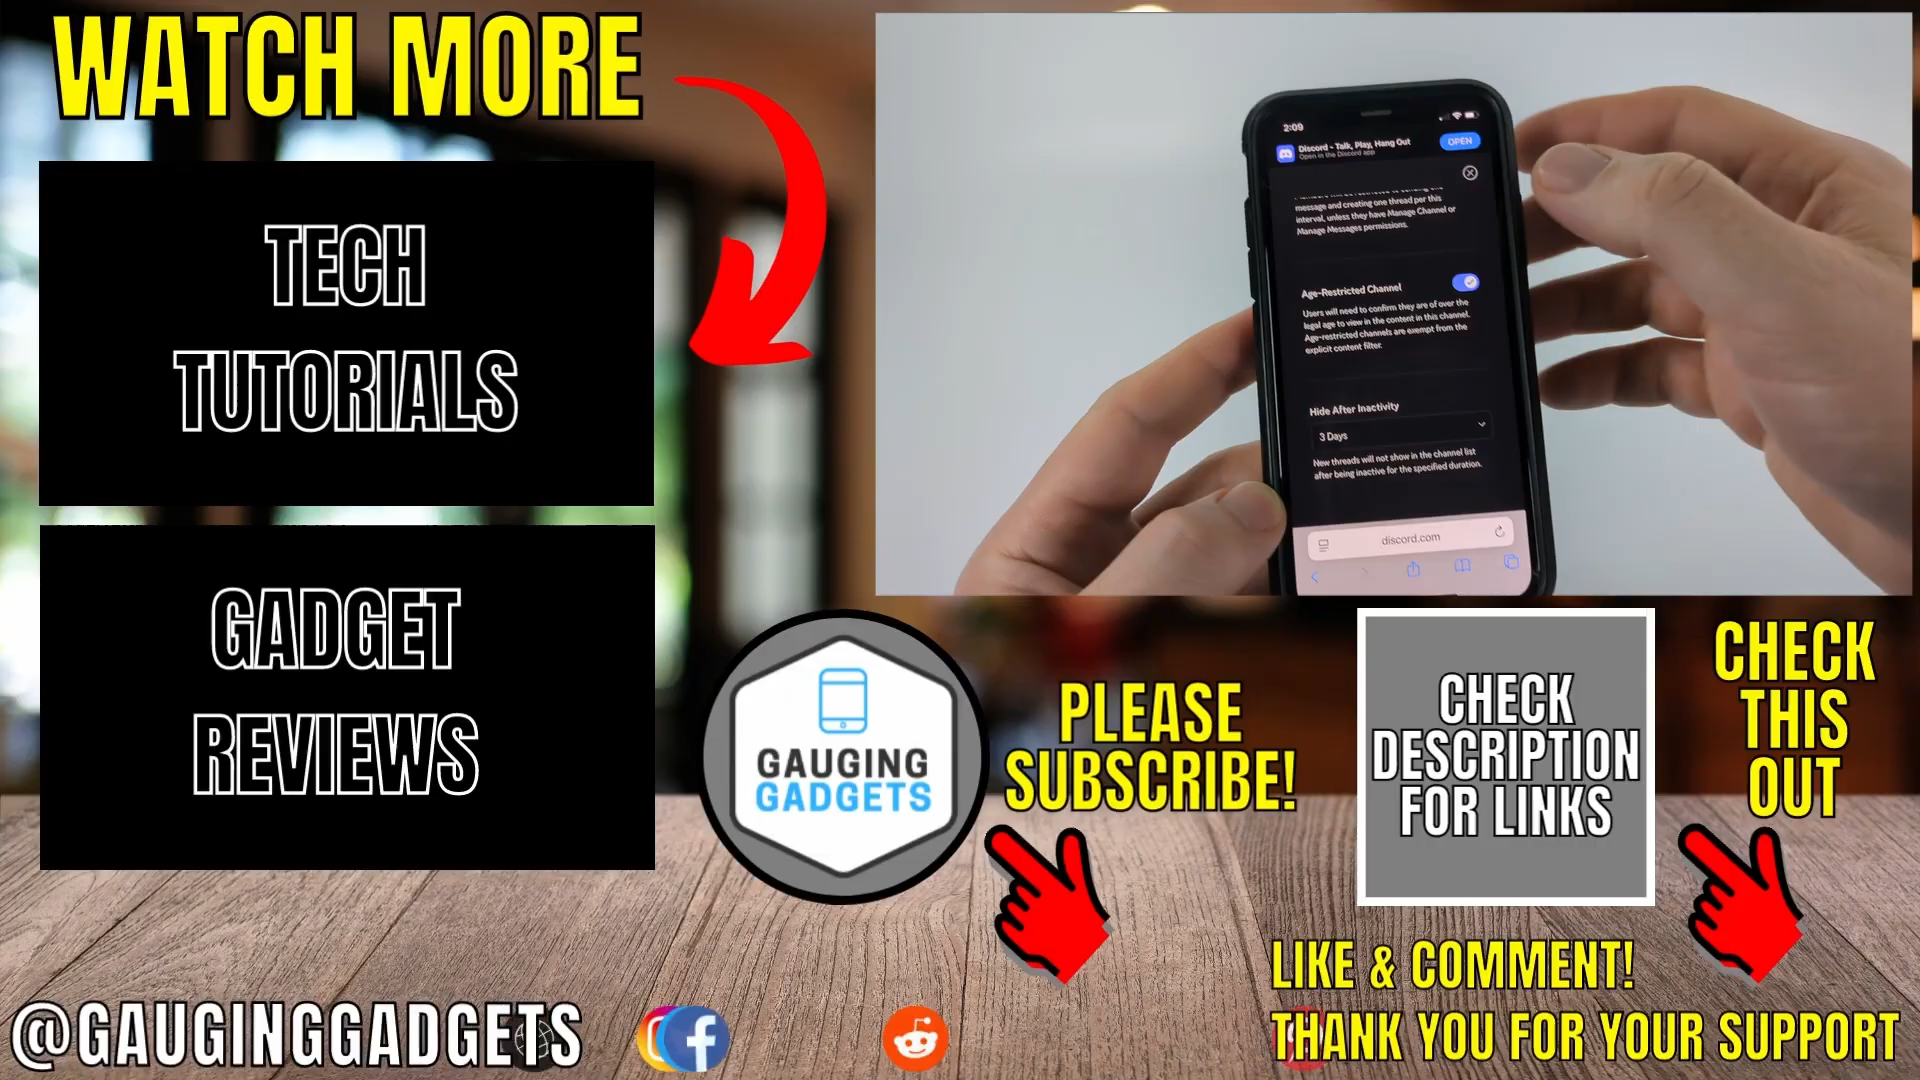 WATCH MORE
TECH
TUTORIALS
GADGET
REVIEWS
2:09
Discord - Talk, Play, Hang Out
Open in the Discord app
OPEN
message and creating one thread per this
interval, unless they have Manage Channel or
Manage Messages permissions.
Age-Restricted Channel
Users will need to confirm they are of over the
legal age to view in the content in this channel.
Age-restricted channels are exempt from the
explicit content filter.
Hide After Inactivity
3 Days
New threads will not show in the channel list
after being inactive for the specified duration.
discord.com
GAUGING
GADGETS
PLEASE
SUBSCRIBE!
CHECK
DESCRIPTION
FOR LINKS
CHECK
THIS
OUT
LIKE & COMMENT!
@GAUGINGGADGETS
THANK YOU FOR YOUR SUPPORT